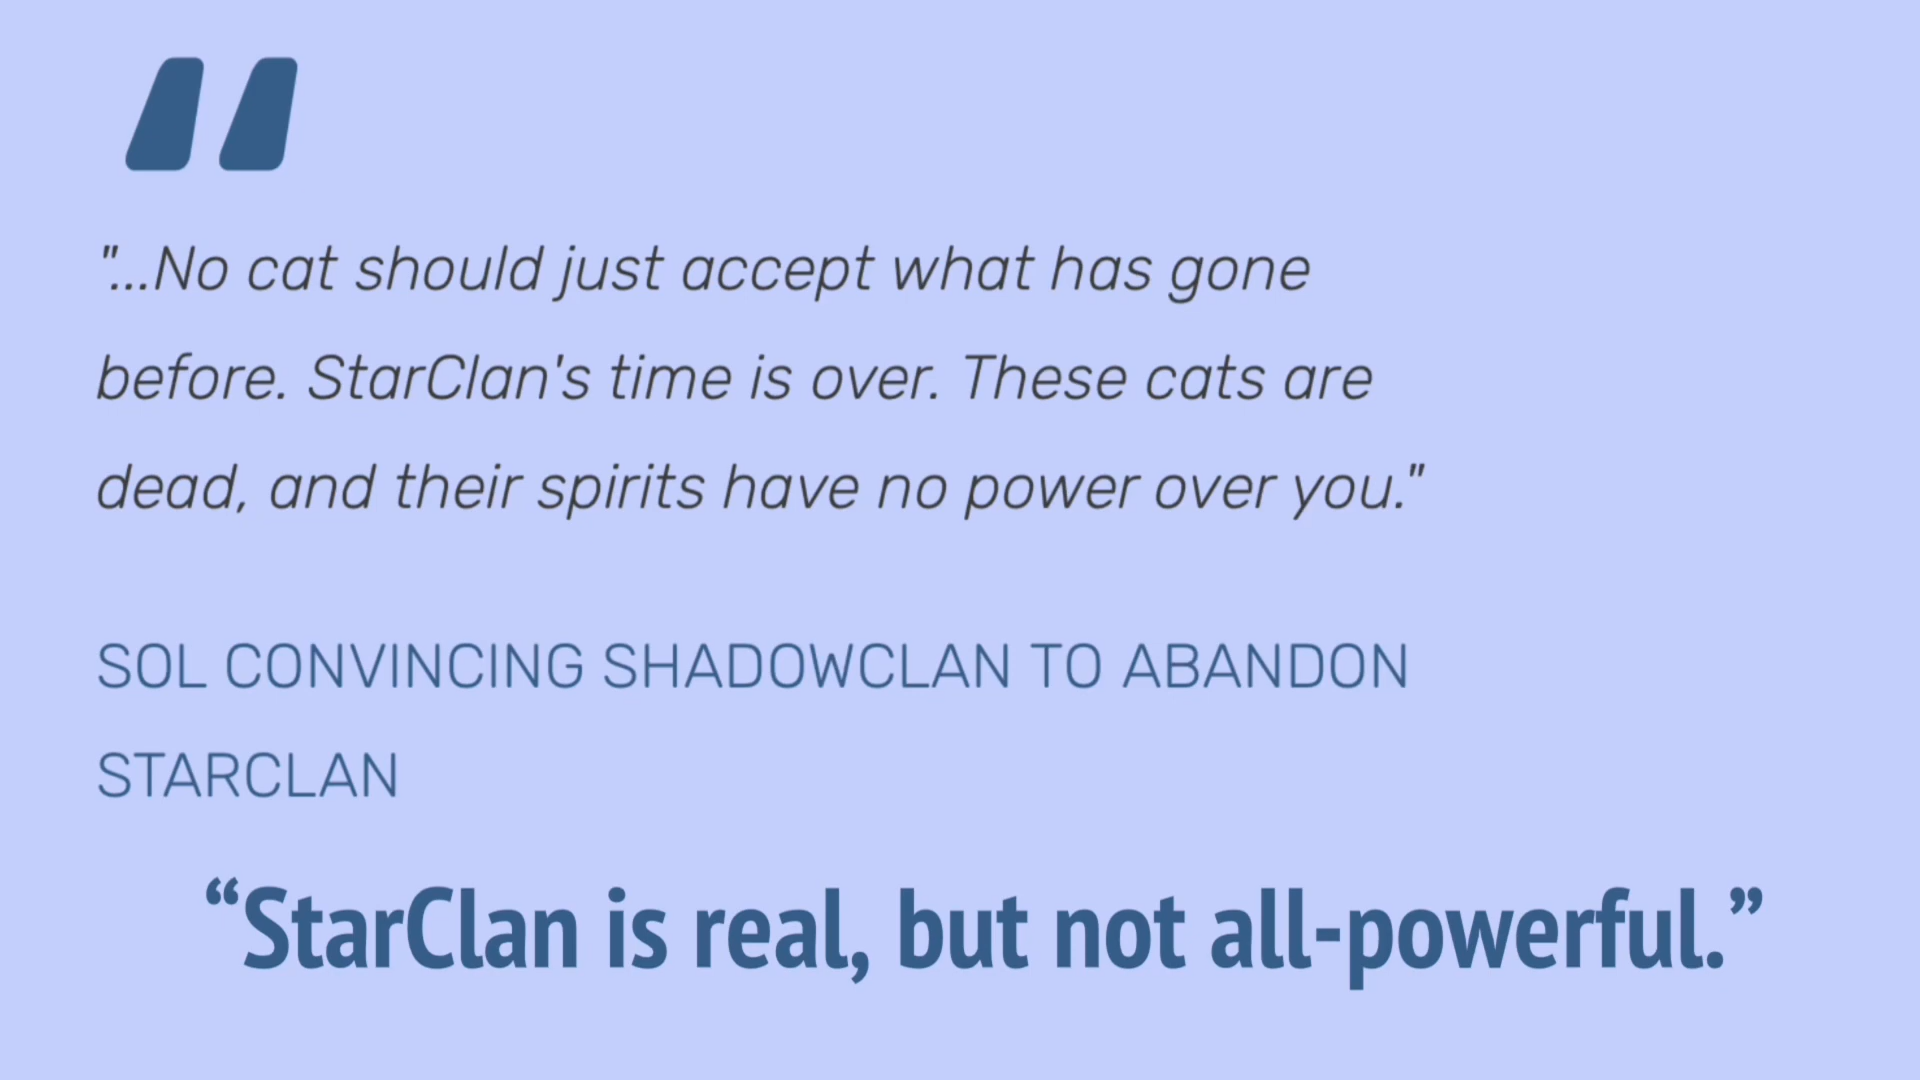 "...No cat should just accept what has gone
before. StarClan's time is over. These cats are
dead, and their spirits have no power over you."
SOL CONVINCING SHADOWCLAN TO ABANDON
STARCLAN
“StarClan is real, but not all-powerful.”